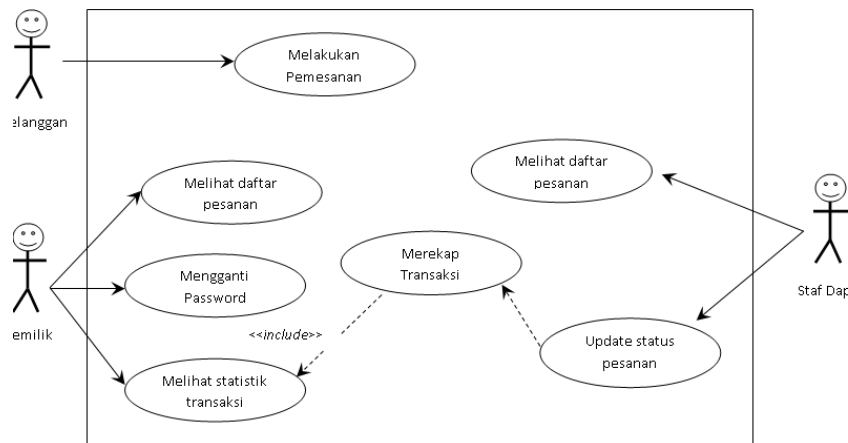 Melakukan
Pemesanan
elanggan
Melihat daftar
pesanan
Melihat daftar
pesanan
Merekap
Transaksi
Mengganti
Password
emilik
Staf Dap
<<include>>
Update status
pesanan
Melihat statistik
transaksi